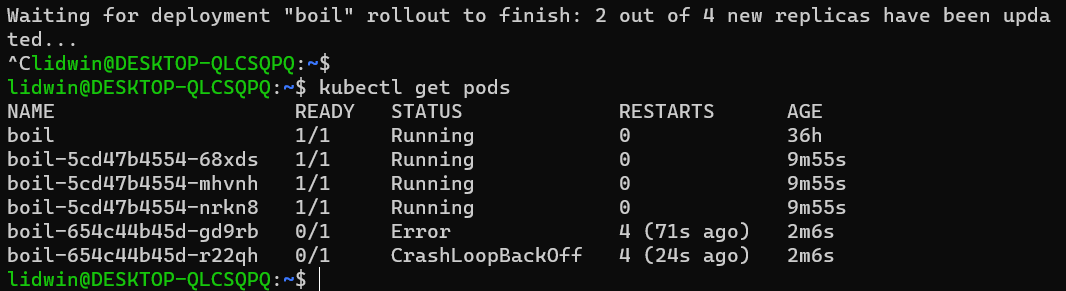 Waiting for deployment "boil" rollout to finish: 2 out of 4 new replicas have been upda
ted...
^Clidwin@DESKTOP-QLCSQPQ:~$
lidwin@DESKTOP-QLCSQPQ:~$ kubectl get pods
NAME                    READY   STATUS             RESTARTS      AGE
boil                    1/1     Running            0             36h
boil-5cd47b4554-68xds   1/1     Running            0             9m55s
boil-5cd47b4554-mhvnh   1/1     Running            0             9m55s
boil-5cd47b4554-nrkn8   1/1     Running            0             9m55s
boil-654c44b45d-gd9rb   0/1     Error              4 (71s ago)   2m6s
boil-654c44b45d-r22qh   0/1     CrashLoopBackOff   4 (24s ago)   2m6s
lidwin@DESKTOP-QLCSQPQ:~$